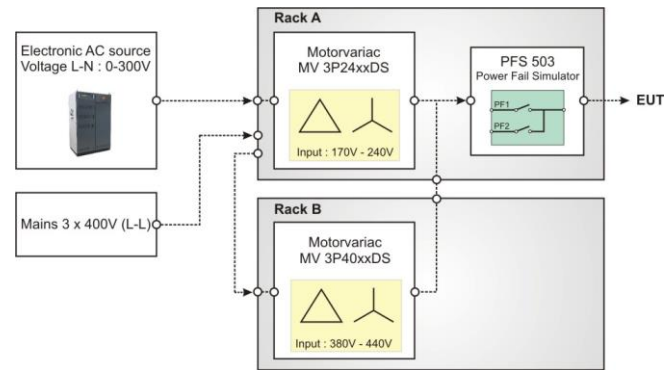 Rack A
Electronic AC source
Voltage L-N : 0-300V
Motorvariac
MV 3P24xxDS
Input : 170V - 240V
PFS 503
Power Fail Simulator
PF1
PF2
EUT
Mains 3 x 400V (L-L)
Rack B
Motorvariac
MV 3P40xxDS
Input : 380V - 440V